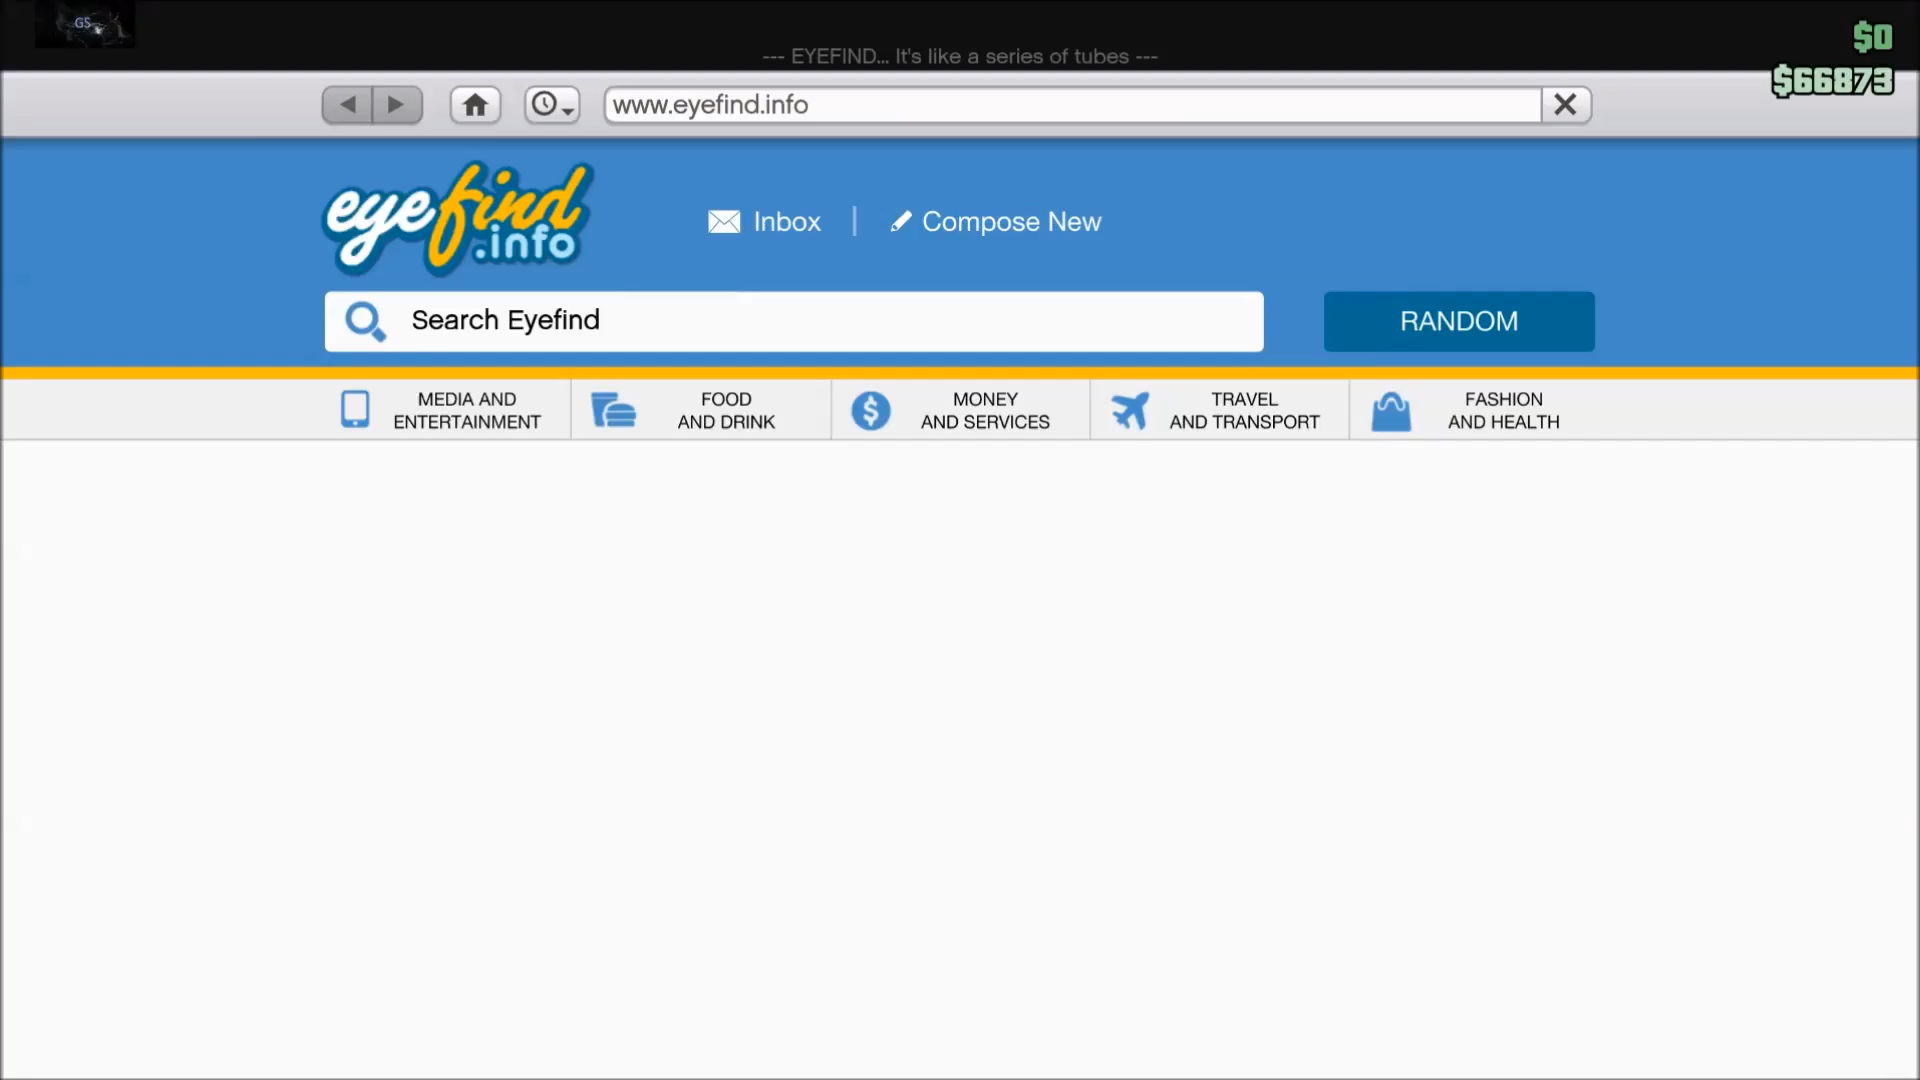 GS
--- EYEFIND... It's like a series of tubes ---
$0
$66873
www.eyefind.info
eyefind.info
Inbox | Compose New
Search Eyefind
RANDOM
MEDIA AND
ENTERTAINMENT
FOOD
AND DRINK
MONEY
AND SERVICES
TRAVEL
AND TRANSPORT
FASHION
AND HEALTH